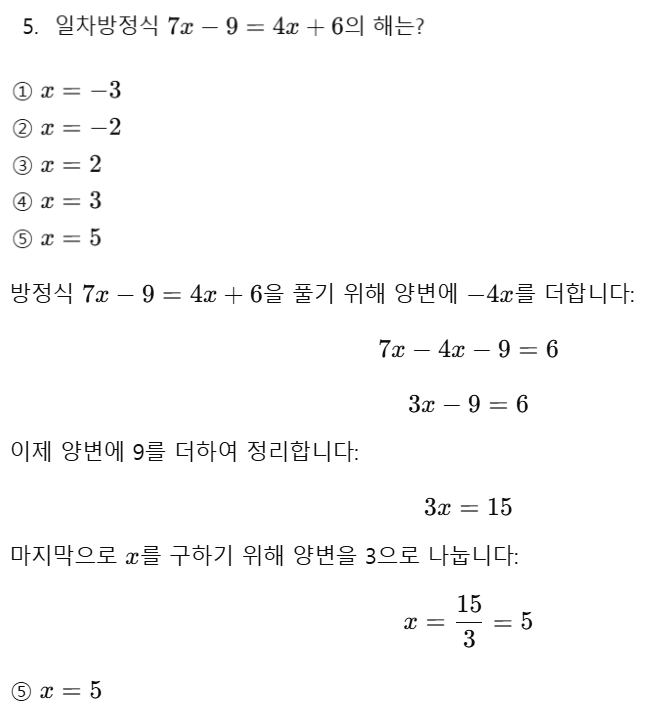 5. 일차방정식 7x − 9 = 4x + 6의 해는?
① x = −3
② x = −2
③ x = 2
④ x = 3
⑤ x = 5
방정식 7x − 9 = 4x + 6을 풀기 위해 양변에 −4x를 더합니다:
7x − 4x − 9 = 6
3x − 9 = 6
이제 양변에 9를 더하여 정리합니다:
3x = 15
마지막으로 x를 구하기 위해 양변을 3으로 나눕니다:
x = 15/3 = 5
⑤ x = 5